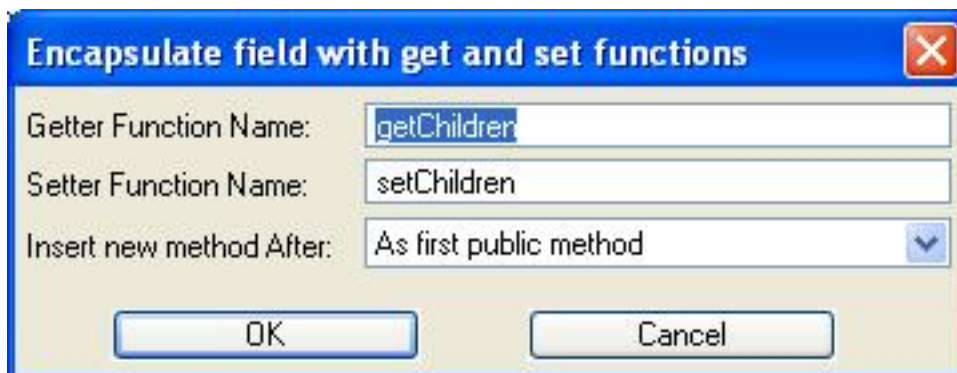 Encapsulate field with get and set functions
Getter Function Name: getChildren
Setter Function Name: setChildren
Insert new method After: As first public method
OK Cancel